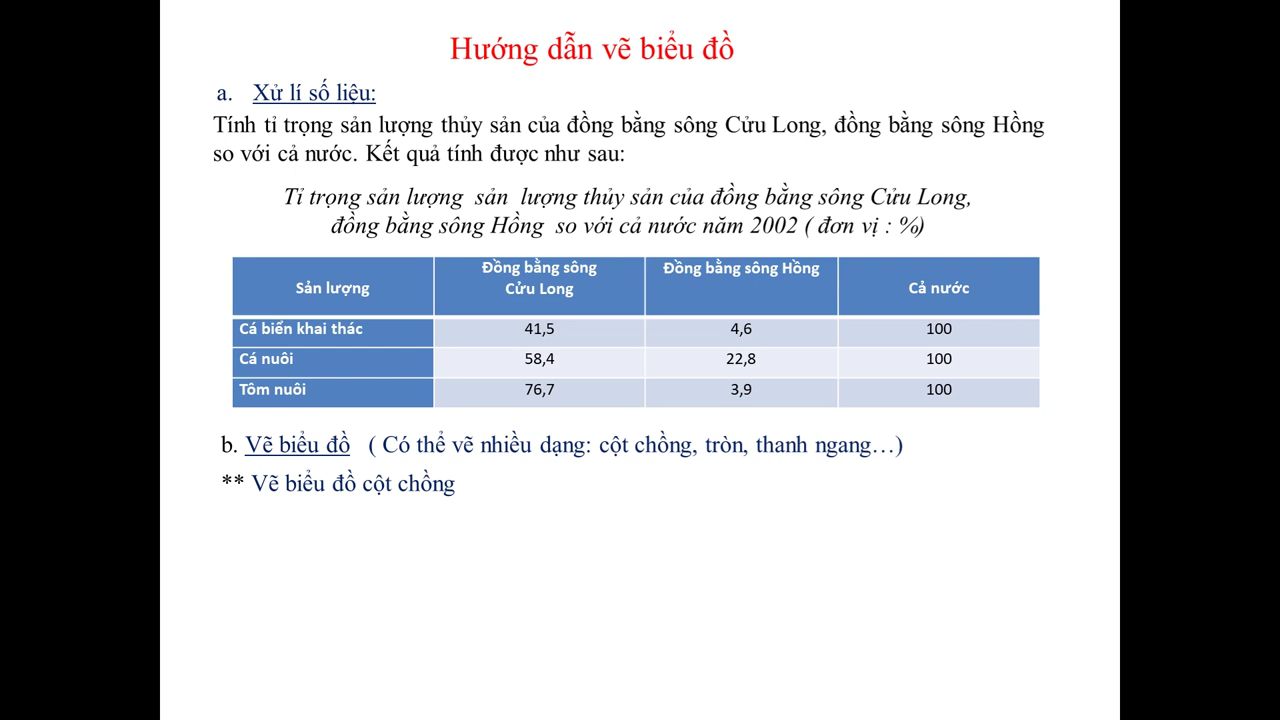 Hướng dẫn vẽ biểu đồ
a. Xử lí số liệu:
Tính tỉ trọng sản lượng thủy sản của đồng bằng sông Cửu Long, đồng bằng sông Hồng
so với cả nước. Kết quả tính được như sau:
Tỉ trọng sản lượng sản lượng thủy sản của đồng bằng sông Cửu Long,
đồng bằng sông Hồng so với cả nước năm 2002 ( đơn vị : %)
Sản lượng Đồng bằng sông Cửu Long Đồng bằng sông Hồng Cả nước
Cá biển khai thác 41,5 4,6 100
Cá nuôi 58,4 22,8 100
Tôm nuôi 76,7 3,9 100
b. Vẽ biểu đồ ( Có thể vẽ nhiều dạng: cột chồng, tròn, thanh ngang…)
** Vẽ biểu đồ cột chồng